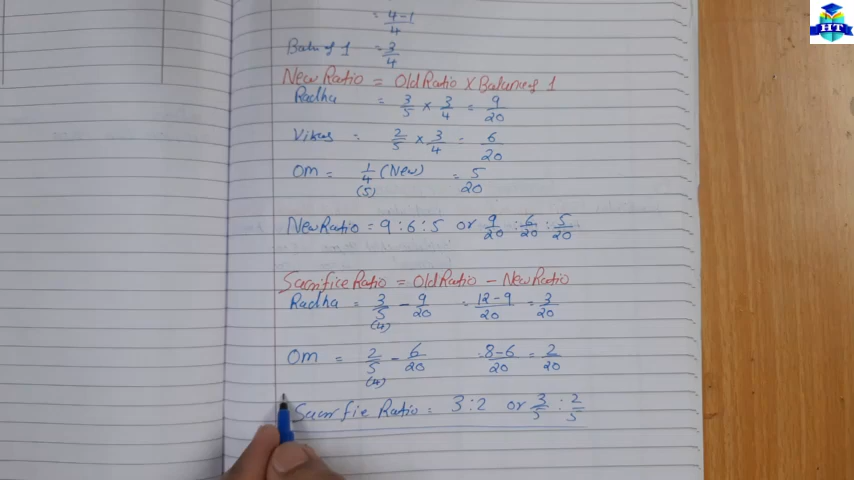 = 4-1/4
Baln of 1 = 3/4
New Ratio = Old Ratio x Balance of 1
Radha = 3/5 x 3/4 = 9/20
Vikas = 2/5 x 3/4 = 6/20
OM = 1/4 (New) = 5/20
(5)
New Ratio = 9:6:5 or 9/20 : 6/20 : 5/20
Sacrifice Ratio = Old Ratio - New Ratio
Radha = 3/5 - 9/20 = 12-9/20 = 3/20
(4)
OM = 2/5 - 6/20 = 8-6/20 = 2/20
(4)
Sacrifie Ratio = 3:2 or 3/5 : 2/5
HT